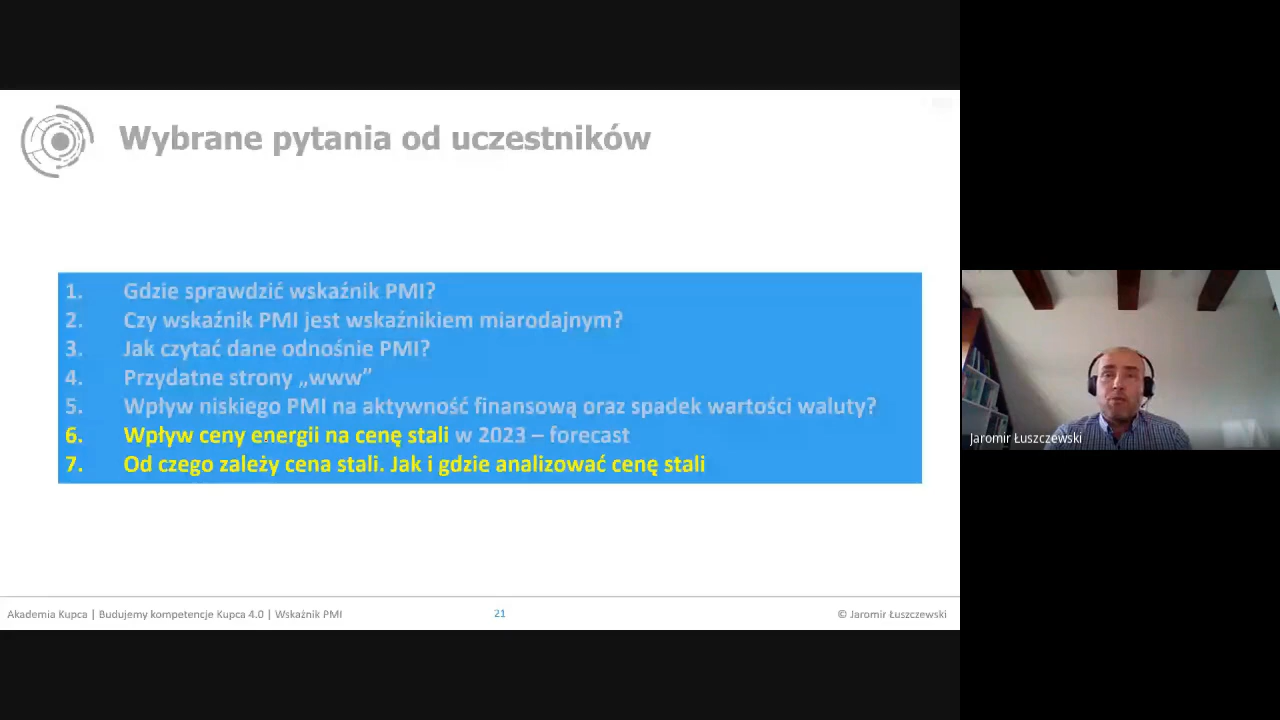 Wybrane pytania od uczestników
1. Gdzie sprawdzić wskaźnik PMI?
2. Czy wskaźnik PMI jest wskaźnikiem miarodajnym?
3. Jak czytać dane odnośnie PMI?
4. Przydatne strony „www”
5. Wpływ niskiego PMI na aktywność finansową oraz spadek wartości waluty?
6. Wpływ ceny energii na cenę stali w 2023 – forecast
7. Od czego zależy cena stali. Jak i gdzie analizować cenę stali
Jaromir Łuszczewski
Akademia Kupca | Budujemy kompetencje Kupca 4.0 | Wskaźnik PMI
21
© Jaromir Łuszczewski